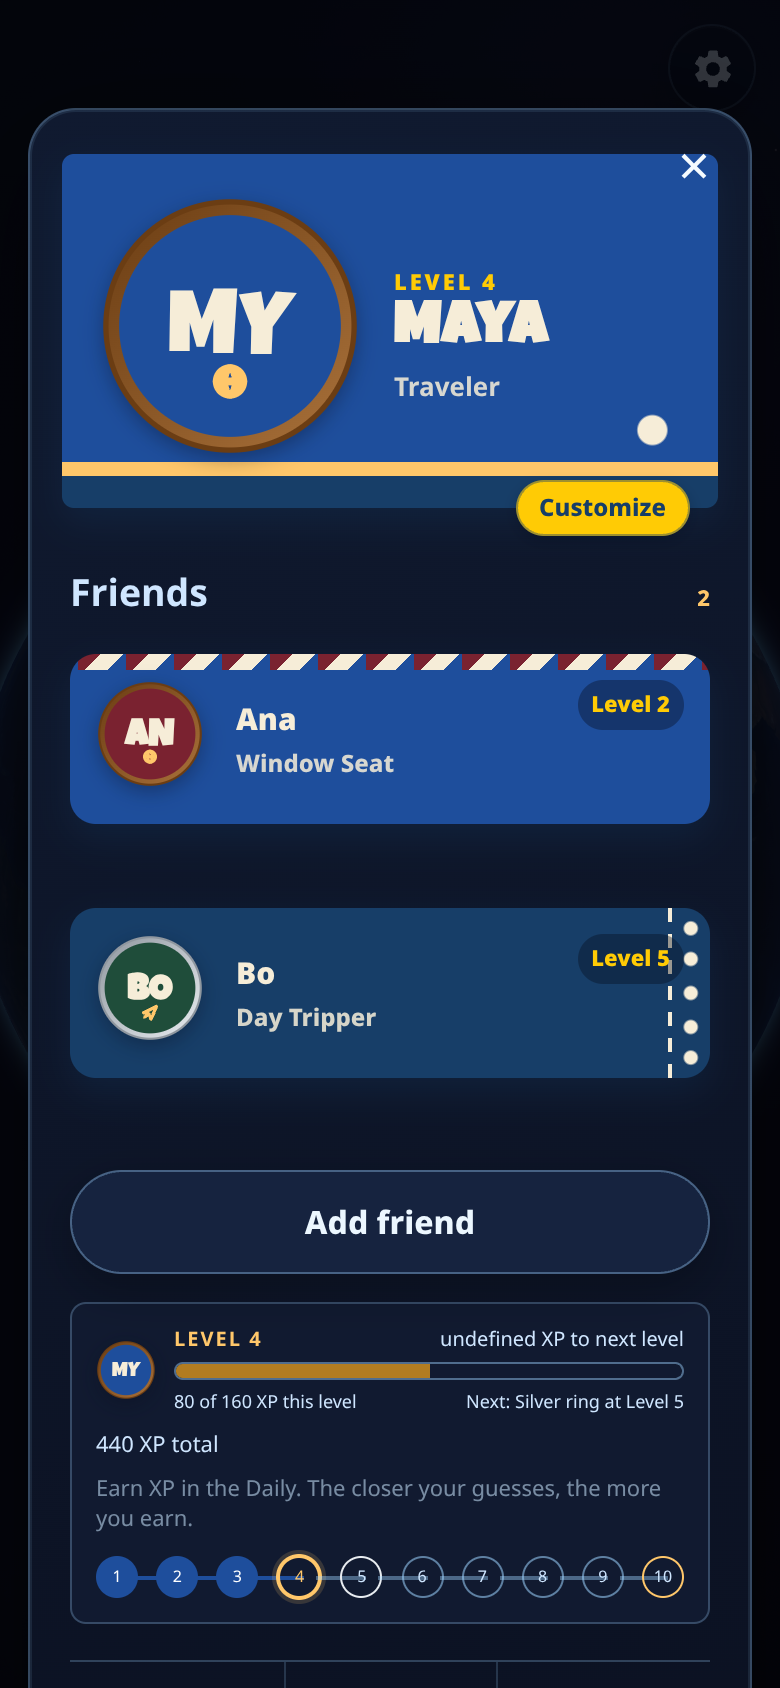 MY
LEVEL 4
MAYA
Traveler
Customize
Friends
2
AN
Ana
Window Seat
Level 2
BO
Bo
Day Tripper
Level 5
Add friend
MY
LEVEL 4
undefined XP to next level
80 of 160 XP this level
Next: Silver ring at Level 5
440 XP total
Earn XP in the Daily. The closer your guesses, the more
you earn.
1 2 3 4 5 6 7 8 9 10